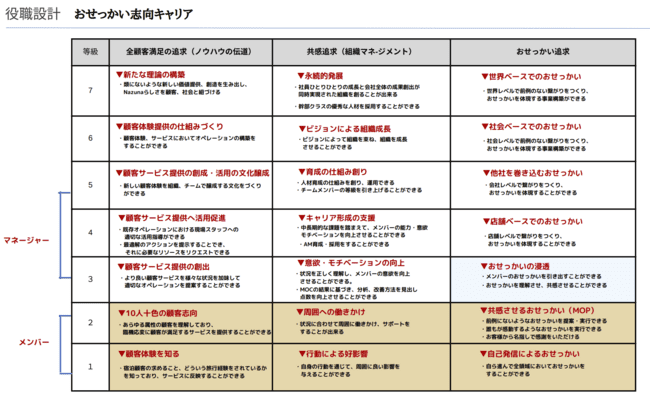 役職設計 おせっかい志向キャリア
等級
全顧客満足の追求（ノウハウの伝道）
共感追求（組織マネ-ジメント）
おせっかい追求
7
▼新たな理論の構築
・類にないような新しい価値提供、創造を生み出し、
Nazunaらしさを顧客、社会と紐づける
▼永続的発展
・社員ひとりひとりの成長と会社全体の成果創出が
同時実現された組織を創ることが出来る
・幹部クラスの優秀な人材を採用することができる
▼世界ベースでのおせっかい
・世界レベルで前例のない繋がりをつくり、
おせっかいを体現する事業構築ができる
6
▼顧客体験提供の仕組みづくり
・顧客体験、サービスにおいてオペレーションの構築を
することができる
▼ビジョンによる組織成長
・ビジョンによって組織を束ね、組織を成長
させることができる
▼社会ベースでのおせっかい
・社会レベルで前例のない繋がりをつくり、
おせっかいを体現する事業構築ができる
5
▼顧客サービス提供の創成・活用の文化醸成
・新しい顧客体験を組織、チームで醸成する文化をづくり
ができる
▼育成の仕組み創り
・人材育成の仕組みを創り、運用できる
・チームメンバーの等級を引き上げることができる
▼他社を巻き込むおせっかい
・会社レベルで繋がりをつくり、
おせっかいを体現することができる
マネージャー
4
▼顧客サービス提供へ活用促進
・既存オペレーションにおける現場スタッフへの
適切な活用指導ができる
・最適解のアクションを提示することでき、
それに必要なリソースをリクエストできる
▼キャリア形成の支援
・中長期的な課題を踏まえて、メンバーの能力・意欲
モチベーションを向上させることができる
・AM育成・採用をすることができる
▼店舗ベースでのおせっかい
・店舗レベルで繋がりをつくり、
おせっかいを体現することができる
3
▼顧客サービス提供の創出
・より良い顧客サービスを様々な状況を加味して
適切なオペレーションを提案することができる
▼意欲・モチベーションの向上
・状況を正しく理解し、メンバーの意欲を向上
させることができる。
・MOCの結果に基づき、分析、改善方法を見出し
点数を向上させることができる
▼おせっかいの浸透
・メンバーのおせっかいを引き出すことができる
・おせっかいを理解させ、共感させることができる
メンバー
2
▼10人十色の顧客志向
・あらゆる属性の顧客を理解しており、
臨機応変に顧客が満足するサービスを提供することができる
▼周囲への働きかけ
・状況に合わせて周囲に働きかけ、サポートを
することが出来る
▼共感させるおせっかい（MOP）
・前例にないようなおせっかいを提案・実行できる
・誰もが感動するようなおせっかいを実行できる
・お客様から名指しで感謝をいただける
1
▼顧客体験を知る
・宿泊顧客の求めること、どういう旅行経験をされているか
を知っており、サービスに反映することができる
▼行動による好影響
・自身の行動を通じて、周囲に良い影響を
与えることができる
▼自己発信によるおせっかい
・自ら進んで全領域においておせっかいを
することができる